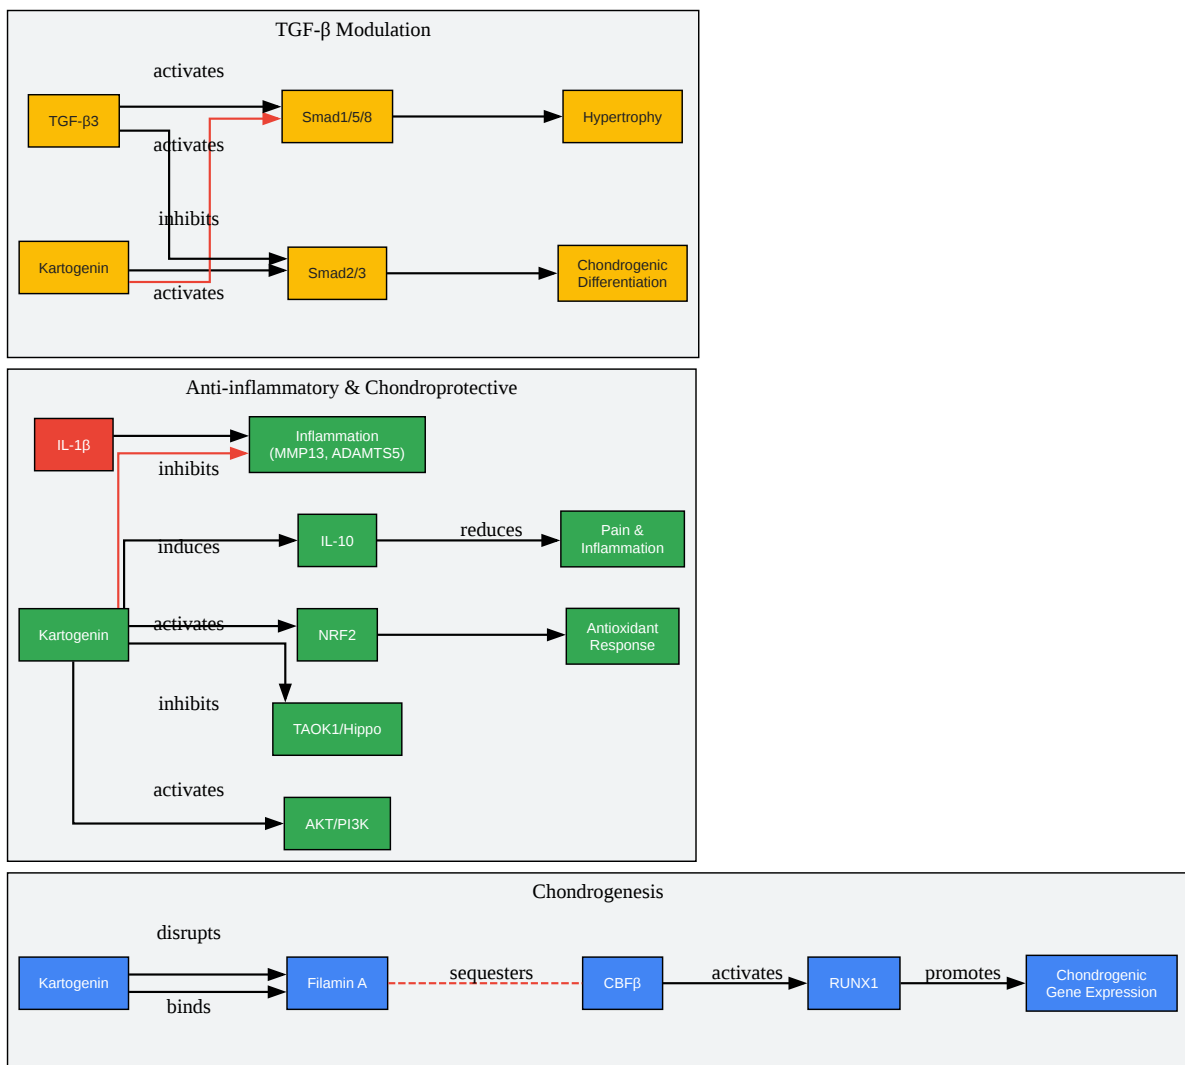 TGF-β Modulation
activates
TGF-β3
Smad1/5/8
Hypertrophy
activates
inhibits
Kartogenin
Smad2/3
Chondrogenic
Differentiation
activates
Anti-inflammatory & Chondroprotective
IL-1β
Inflammation
(MMP13, ADAMTS5)
inhibits
IL-10
reduces
Pain &
Inflammation
induces
Kartogenin
activates
NRF2
Antioxidant
Response
inhibits
TAOK1/Hippo
activates
AKT/PI3K
Chondrogenesis
disrupts
Kartogenin
Filamin A
sequesters
CBFβ
activates
RUNX1
promotes
Chondrogenic
Gene Expression
binds